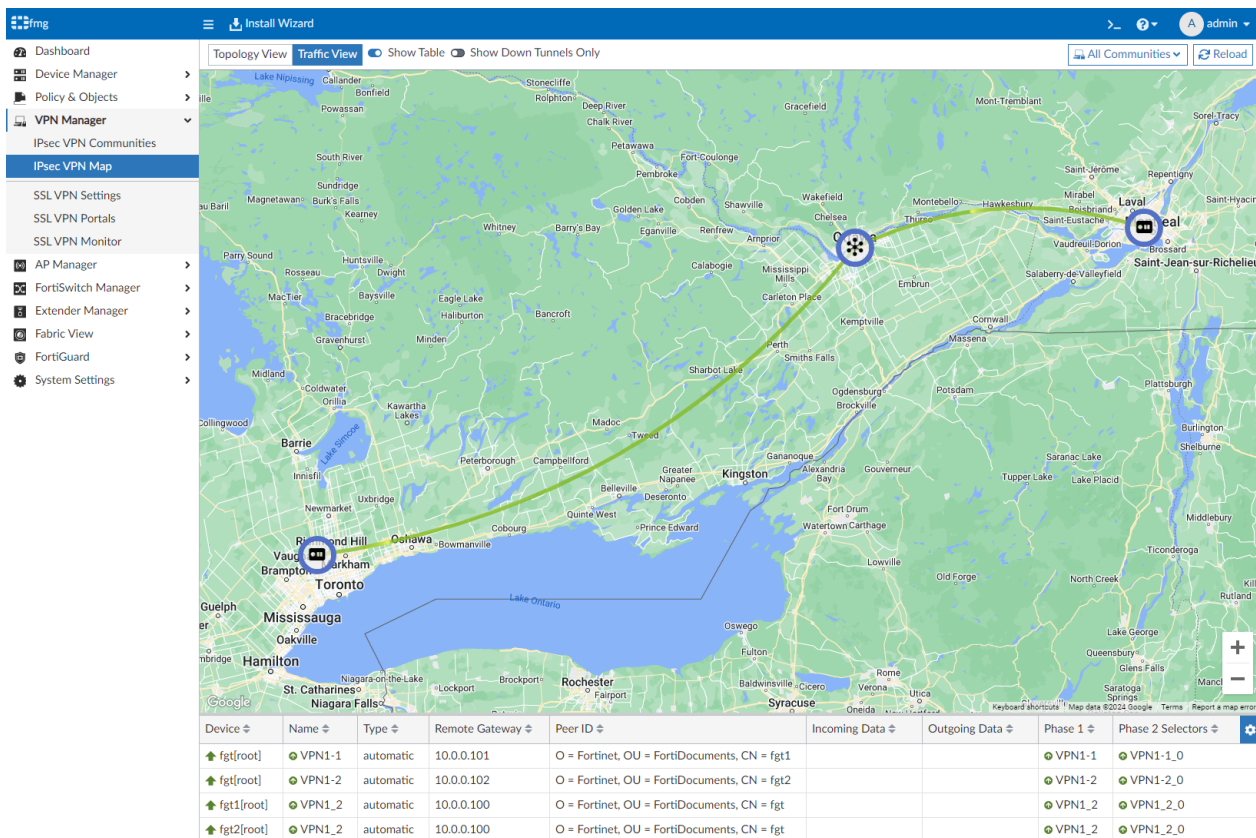 fmg
Install Wizard
>_
?
A admin
Dashboard
Device Manager
Policy & Objects
VPN Manager
IPsec VPN Communities
IPsec VPN Map
SSL VPN Settings
SSL VPN Portals
SSL VPN Monitor
AP Manager
FortiSwitch Manager
Extender Manager
Fabric View
FortiGuard
System Settings
Topology View Traffic View Show Table Show Down Tunnels Only
All Communities Reload
Lake Nipissing Callander
Bonfield
Powassan
Stonecliffe
Rolphton
Deep River
Chalk River
Petawawa
Pembroke
Fort-Coulonge
Gracefield
Mont-Tremblant
Sorel-Tracy
South River
Sundridge
Magnetawan Burk's Falls
Kearney
au Baril
Whitney
Barry's Bay
Golden Lake
Eganville
Cobden
Renfrew
Shawville
Arnprior
Wakefield
Chelsea
Thurso
Montebello
Hawkesbury
Saint-Jérôme
Mirabel
Boisbriand
Saint-Eustache
Laval
Repentigny
Saint-Hyacin
Vaudreuil-Dorion
Brossard
Saint-Jean-sur-Richelieu
Salaberry-de-Valleyfield
Parry Sound
Rosseau
Huntsville
Dwight
MacTier
Baysville
Bracebridge
Gravenhurst
Eagle Lake
Haliburton
Minden
Bancroft
Calabogie
Mississippi
Mills
Carleton Place
Embrun
Kemptville
Cornwall
Massena
Perth
Smiths Falls
Sharbot Lake
Ogdensburg
Brockville
Potsdam
Plattsburgh
Midland
Coldwater
Orillia
Collingwood
Barrie
Lake Simcoe
Innisfil
Kawartha
Lakes
Peterborough
Campbellford
Madoc
Tweed
Greater
Napanee
Belleville
Deseronto
Kingston
Gananoque
Alexandria
Bay
Gouverneur
Saranac Lake
Tupper Lake
Lake Placid
Burlington
Shelburne
Newmarket
Uxbridge
Richmond Hill
Oshawa
Bowmanville
Cobourg
Quinte West
Prince Edward
Fort Drum
Watertown Carthage
Middlebury
Ticonderoga
Brampton
Toronto
Mississauga
Oakville
Guelph
Hamilton
Lake Ontario
Lowville
Old Forge
North Creek
Rutland
Oswego
Fulton
Lake George
Queensbury
Glens Falls
Niagara-on-the-Lake
St. Catharines
Niagara Falls
Lockport
Brockport
Rochester
Fairport
Baldwinsville
Cicero
Syracuse
Rome
Verona
Utica
Oneida
Saratoga
Springs
Google
Keyboard shortcuts Map data ©2024 Google Terms Report a map error
Device Name Type Remote Gateway Peer ID Incoming Data Outgoing Data Phase 1 Phase 2 Selectors
fgt[root] VPN1-1 automatic 10.0.0.101 O = Fortinet, OU = FortiDocuments, CN = fgt1 VPN1-1 VPN1-1_0
fgt[root] VPN1-2 automatic 10.0.0.102 O = Fortinet, OU = FortiDocuments, CN = fgt2 VPN1-2 VPN1-2_0
fgt1[root] VPN1_2 automatic 10.0.0.100 O = Fortinet, OU = FortiDocuments, CN = fgt VPN1_2 VPN1_2_0
fgt2[root] VPN1_2 automatic 10.0.0.100 O = Fortinet, OU = FortiDocuments, CN = fgt VPN1_2 VPN1_2_0